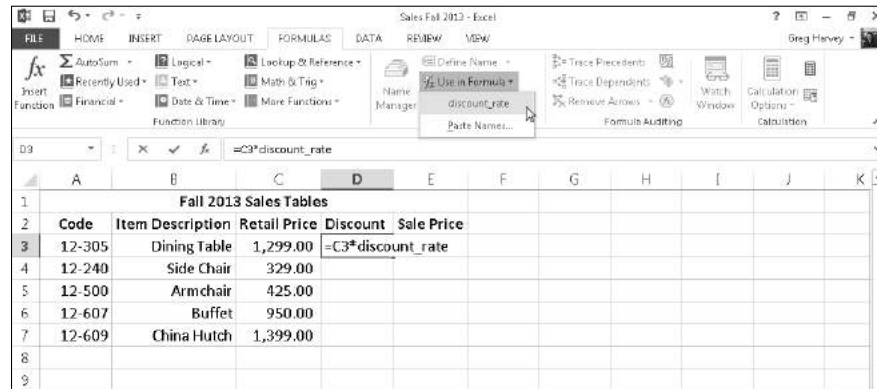 Sales Fall 2013 - Excel
?
FILE HOME INSERT PAGE LAYOUT FORMULAS DATA REVIEW VIEW Greg Harvey
AutoSum Logical Lookup & Reference Define Name Trace Precedents
fx Recently Used Text Math & Trig Name Use in Formula Trace Dependents Watch Calculation
Insert Financial Date & Time More Functions Manager discount_rate Remove Arrows Window Options
Function
Paste Names...
Function Library Formula Auditing Calculation
D3 fx =C3*discount_rate
A B C D E F G H I J K
1 Fall 2013 Sales Tables
2 Code Item Description Retail Price Discount Sale Price
3 12-305 Dining Table 1,299.00 =C3*discount_rate
4 12-240 Side Chair 329.00
5 12-500 Armchair 425.00
6 12-607 Buffet 950.00
7 12-609 China Hutch 1,399.00
8
9